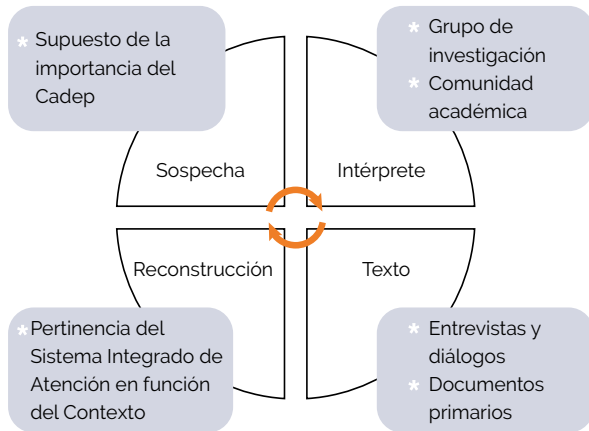 * Supuesto de la
importancia del
Cadep
* Grupo de
investigación
* Comunidad
académica
Sospecha
Intérprete
Reconstrucción
Texto
* Pertinencia del
Sistema Integrado de
Atención en función
del Contexto
* Entrevistas y
diálogos
* Documentos
primarios